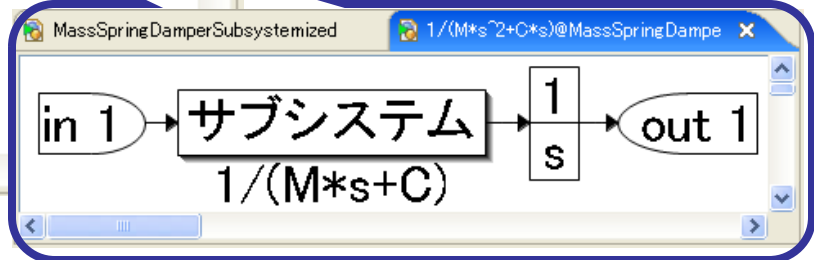 MassSpringDamperSubsystemized
1/(M*s^2+C*s)@MassSpringDampe
in 1
サブシステム
1
s
out 1
1/(M*s+C)